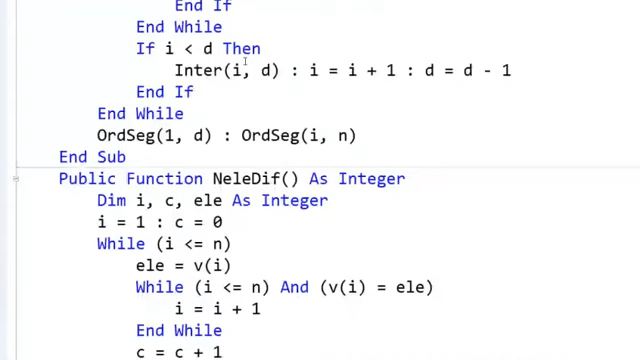 End If
End While
If i < d Then
Inter(i, d) : i = i + 1 : d = d - 1
End If
End While
OrdSeg(1, d) : OrdSeg(i, n)
End Sub
Public Function NeleDif() As Integer
Dim i, c, ele As Integer
i = 1 : c = 0
While (i <= n)
ele = v(i)
While (i <= n) And (v(i) = ele)
i = i + 1
End While
c = c + 1